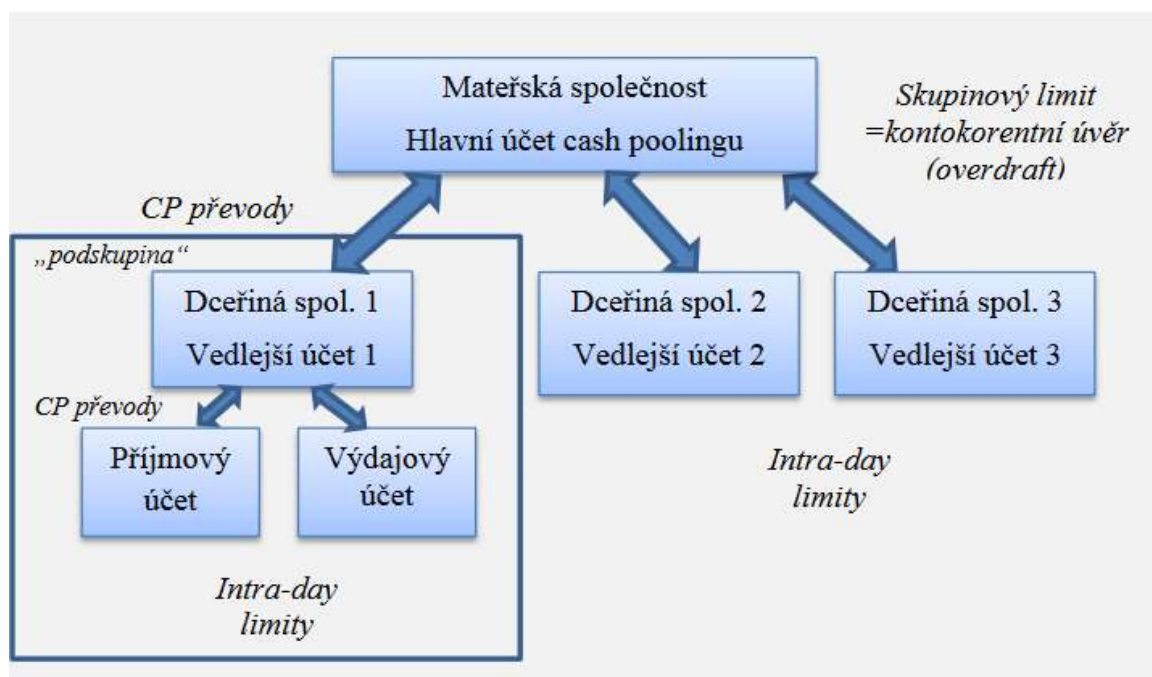 Mateřská společnost
Hlavní účet cash poolingu
Skupinový limit
=kontokorentní úvěr
(overdraft)
CP převody
„podskupina“
Dceřiná spol. 1
Vedlejší účet 1
Dceřiná spol. 2
Vedlejší účet 2
Dceřiná spol. 3
Vedlejší účet 3
CP převody
Příjmový
účet
Výdajový
účet
Intra-day
limity
Intra-day
limity